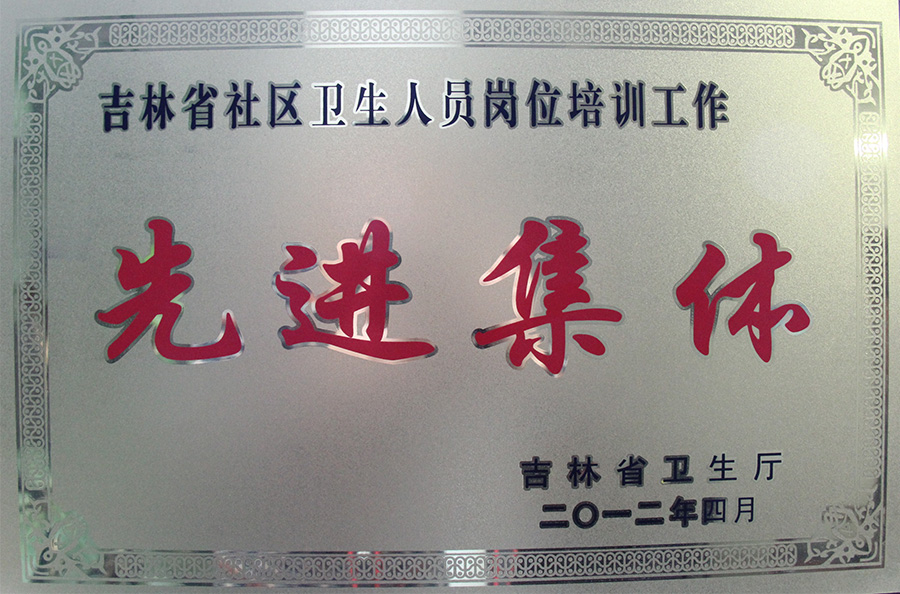 吉林省社区卫生人员岗位培训工作
先进集体
吉林省卫生厅
二〇一二年四月